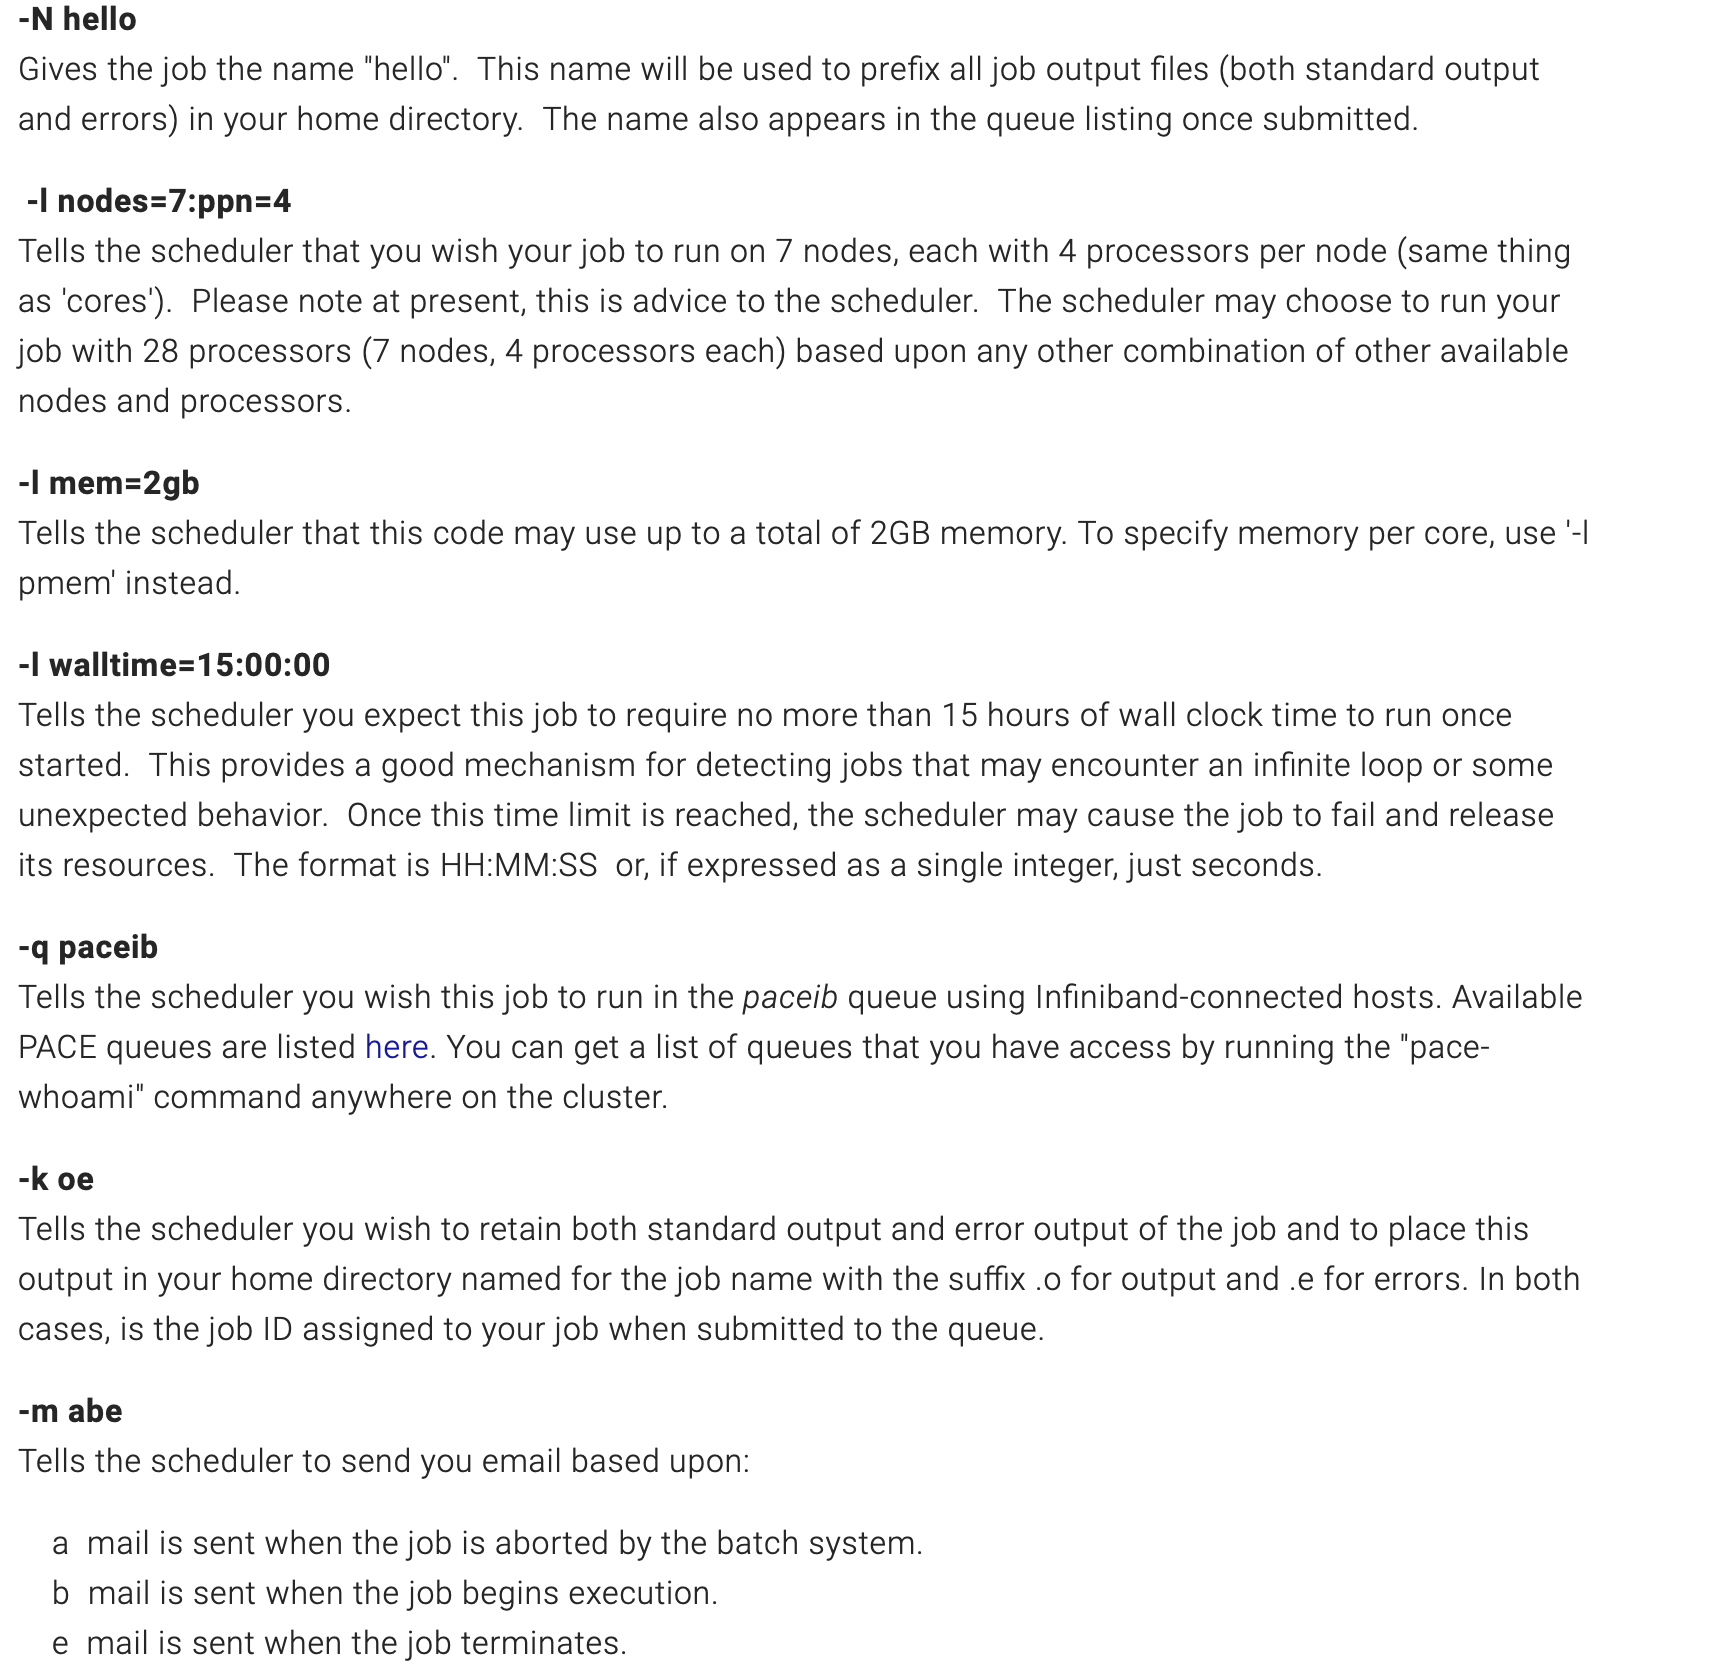 -N hello
Gives the job the name "hello".  This name will be used to prefix all job output files (both standard output
and errors) in your home directory.  The name also appears in the queue listing once submitted.
-l nodes=7:ppn=4
Tells the scheduler that you wish your job to run on 7 nodes, each with 4 processors per node (same thing
as 'cores').  Please note at present, this is advice to the scheduler.  The scheduler may choose to run your
job with 28 processors (7 nodes, 4 processors each) based upon any other combination of other available
nodes and processors.
-l mem=2gb
Tells the scheduler that this code may use up to a total of 2GB memory. To specify memory per core, use '-l
pmem' instead.
-l walltime=15:00:00
Tells the scheduler you expect this job to require no more than 15 hours of wall clock time to run once
started.  This provides a good mechanism for detecting jobs that may encounter an infinite loop or some
unexpected behavior.  Once this time limit is reached, the scheduler may cause the job to fail and release
its resources.  The format is HH:MM:SS  or, if expressed as a single integer, just seconds.
-q paceib
Tells the scheduler you wish this job to run in the paceib queue using Infiniband-connected hosts. Available
PACE queues are listed here. You can get a list of queues that you have access by running the "pace-
whoami" command anywhere on the cluster.
-k oe
Tells the scheduler you wish to retain both standard output and error output of the job and to place this
output in your home directory named for the job name with the suffix .o for output and .e for errors. In both
cases, is the job ID assigned to your job when submitted to the queue.
-m abe
Tells the scheduler to send you email based upon:
a  mail is sent when the job is aborted by the batch system.
b  mail is sent when the job begins execution.
e  mail is sent when the job terminates.